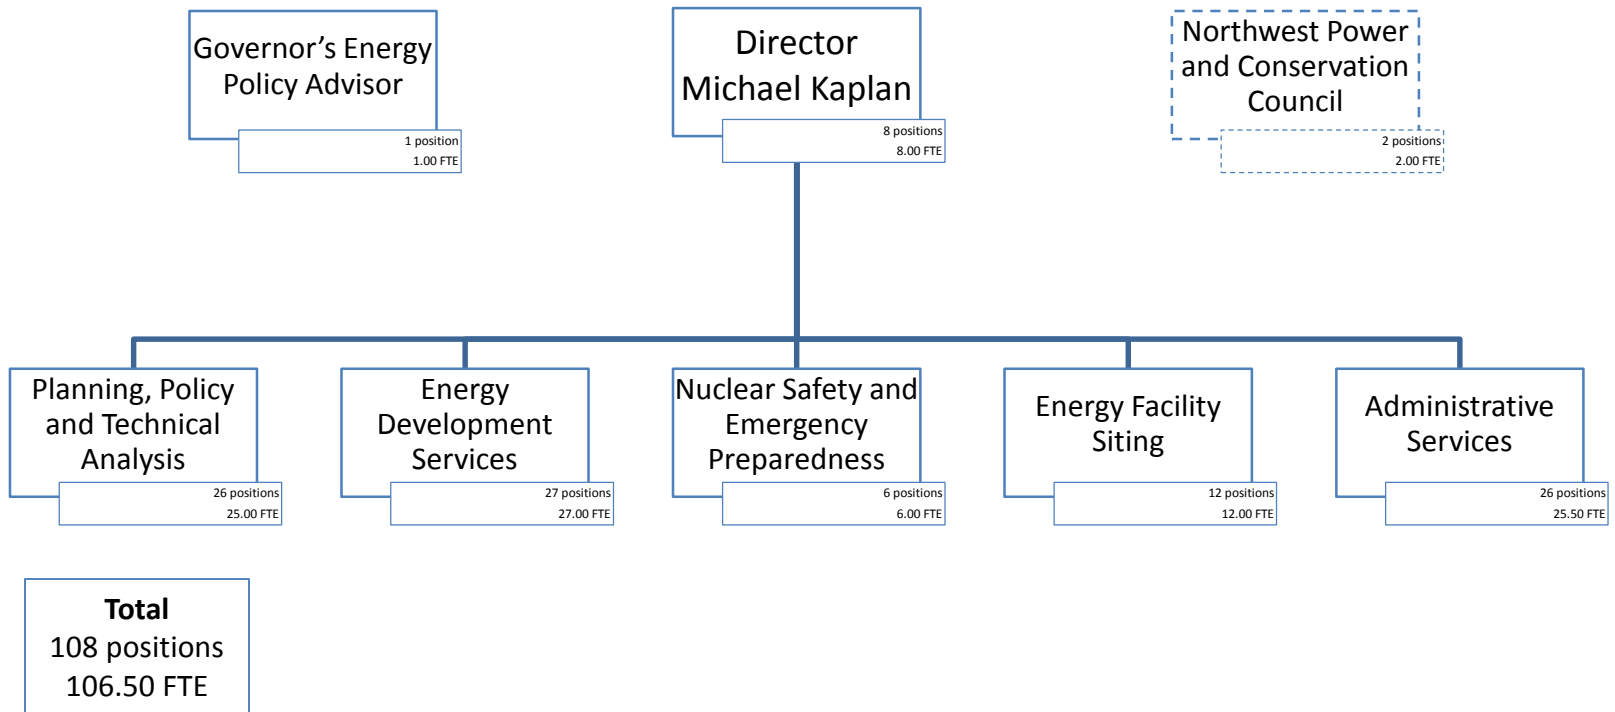 Governor’s Energy
Policy Advisor
1 position
1.00 FTE
Director
Michael Kaplan
8 positions
8.00 FTE
Northwest Power
and Conservation
Council
2 positions
2.00 FTE
Planning, Policy
and Technical
Analysis
26 positions
25.00 FTE
Energy
Development
Services
27 positions
27.00 FTE
Nuclear Safety and
Emergency
Preparedness
6 positions
6.00 FTE
Energy Facility
Siting
12 positions
12.00 FTE
Administrative
Services
26 positions
25.50 FTE
Total
108 positions
106.50 FTE